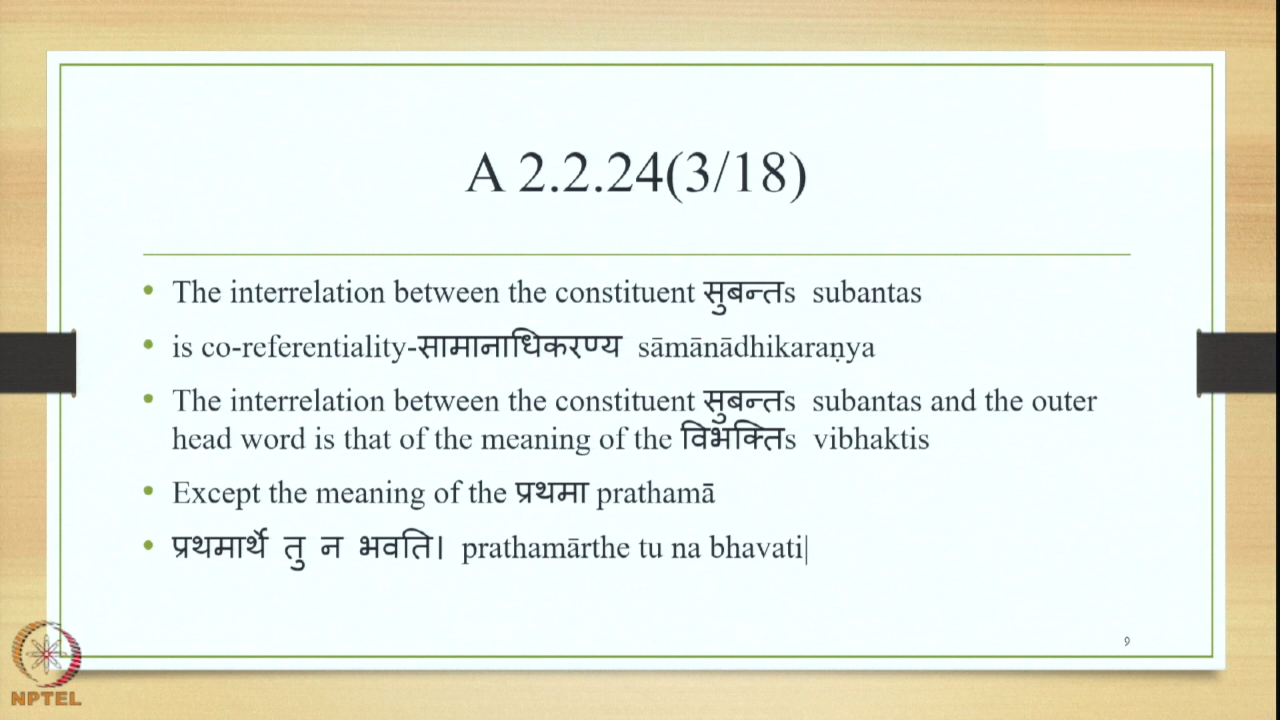 A 2.2.24(3/18)
• The interrelation between the constituent सुबन्तs subantas
• is co-referentiality-सामानाधिकरण्य sāmānādhikaraṇya
• The interrelation between the constituent सुबन्तs subantas and the outer
head word is that of the meaning of the विभक्तिs vibhaktis
• Except the meaning of the प्रथमा prathamā
• प्रथमार्थे तु न भवति। prathamārthe tu na bhavati|
९
NPTEL